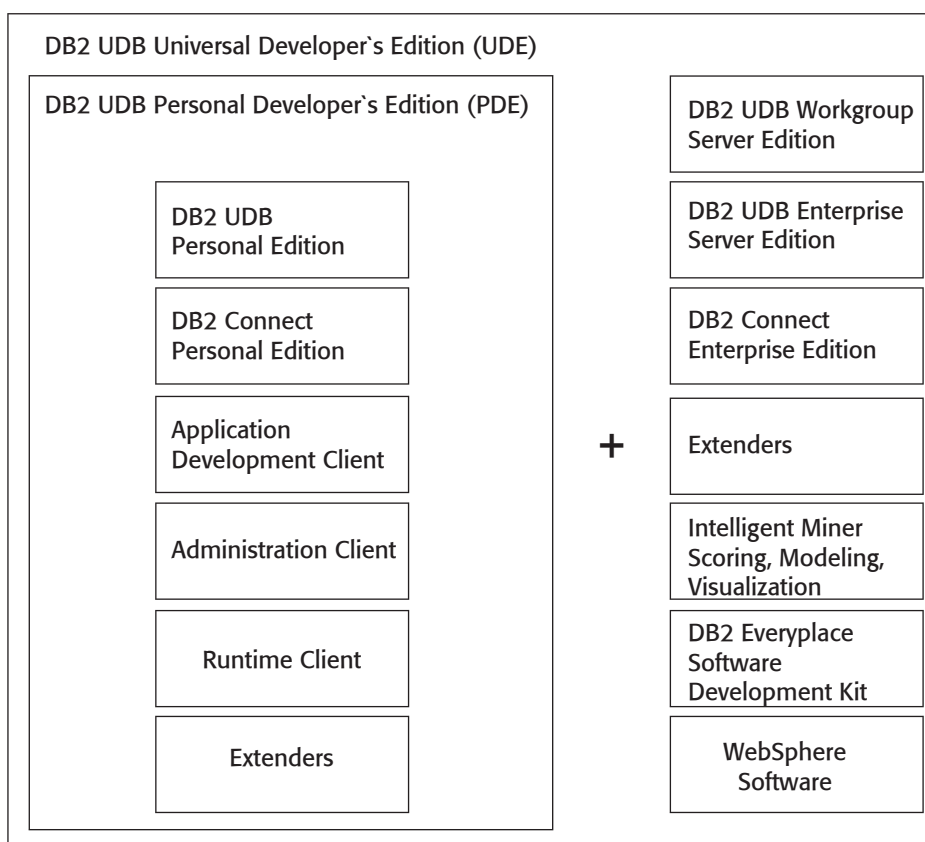 DB2 UDB Universal Developer`s Edition (UDE)
DB2 UDB Personal Developer`s Edition (PDE)
DB2 UDB
Personal Edition
DB2 Connect
Personal Edition
Application
Development Client
Administration Client
Runtime Client
Extenders
+
DB2 UDB Workgroup
Server Edition
DB2 UDB Enterprise
Server Edition
DB2 Connect
Enterprise Edition
Extenders
Intelligent Miner
Scoring, Modeling,
Visualization
DB2 Everyplace
Software
Development Kit
WebSphere
Software